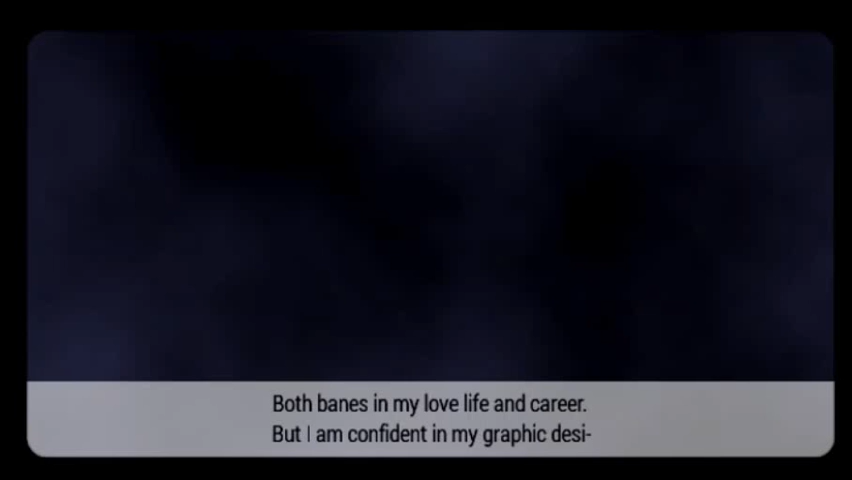 Both banes in my love life and career.
But I am confident in my graphic desi-